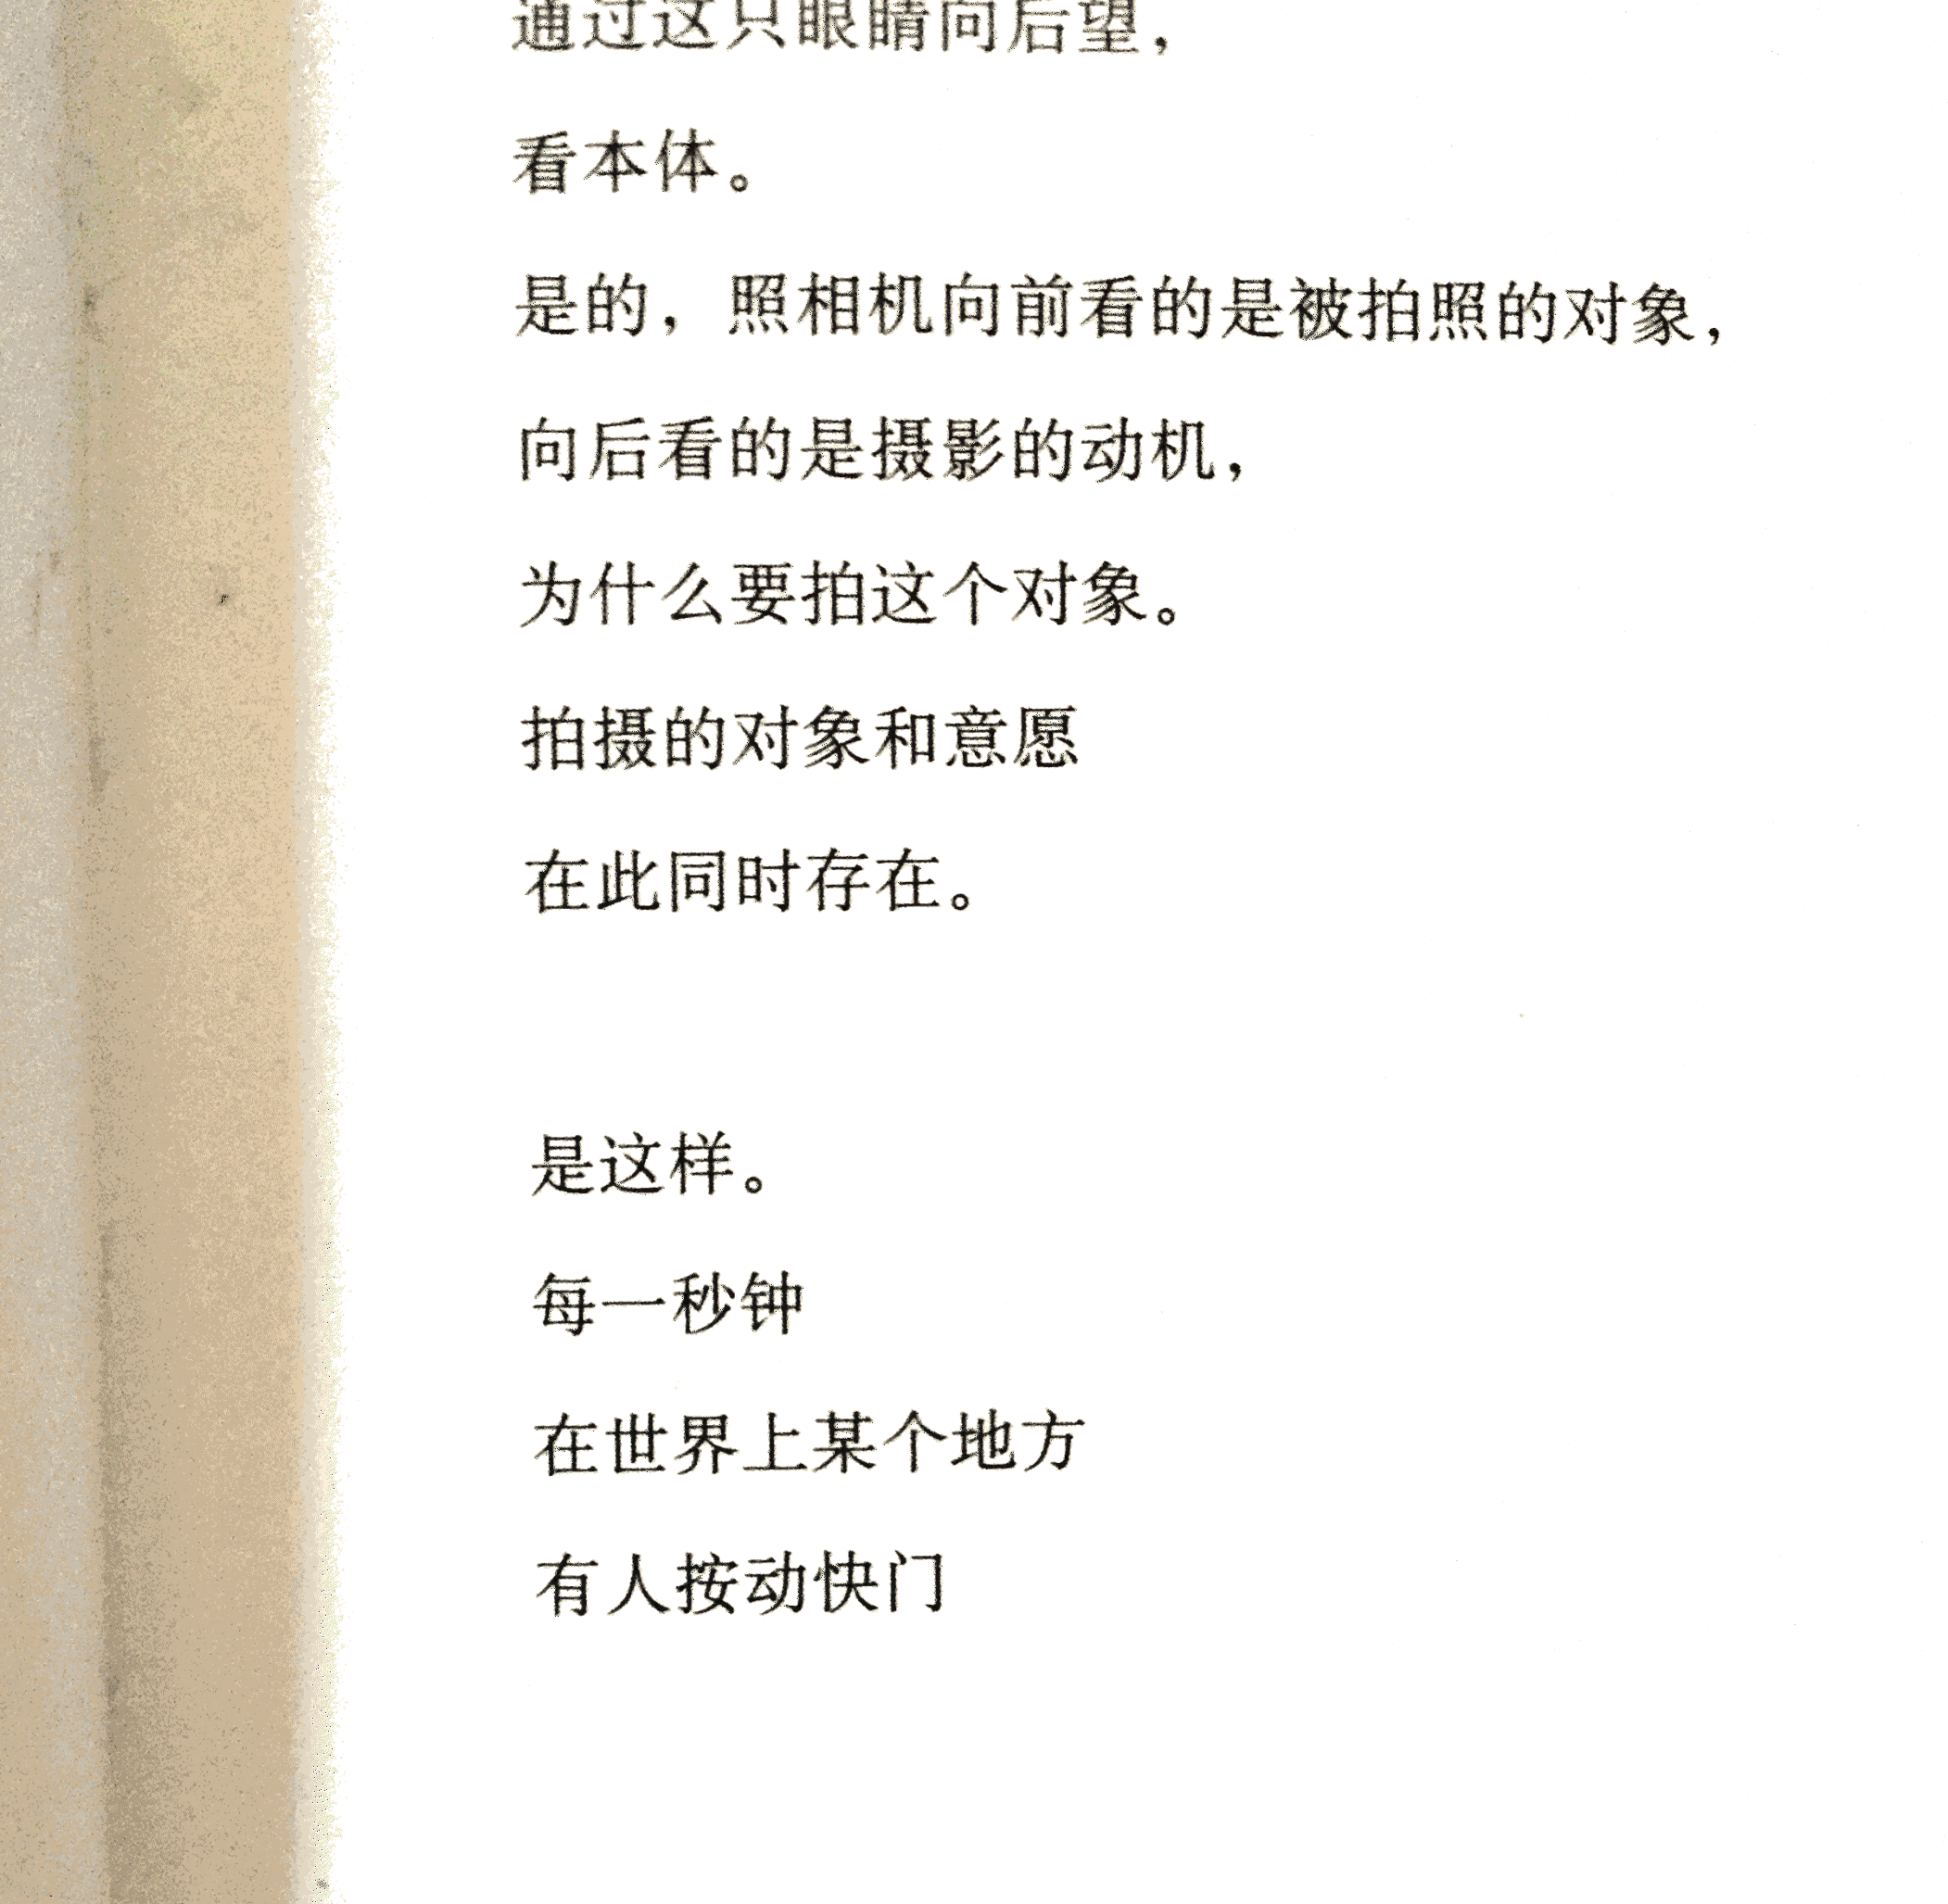 通过这只眼睛向后望，
看本体。
是的，照相机向前看的是被拍照的对象，
向后看的是摄影的动机，
为什么要拍这个对象。
拍摄的对象和意愿
在此同时存在。
是这样。
每一秒钟
在世界上某个地方
有人按动快门